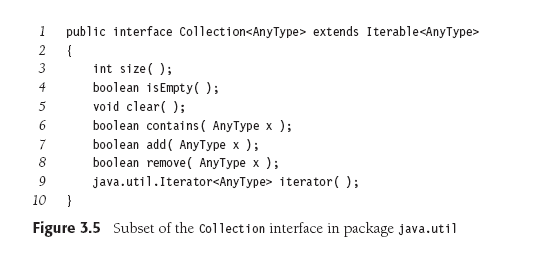 1 public interface Collection<AnyType> extends Iterable<AnyType>
2 {
3 int size( );
4 boolean isEmpty( );
5 void clear( );
6 boolean contains( AnyType x );
7 boolean add( AnyType x );
8 boolean remove( AnyType x );
9 java.util.Iterator<AnyType> iterator( );
10 }
Figure 3.5 Subset of the Collection interface in package java.util